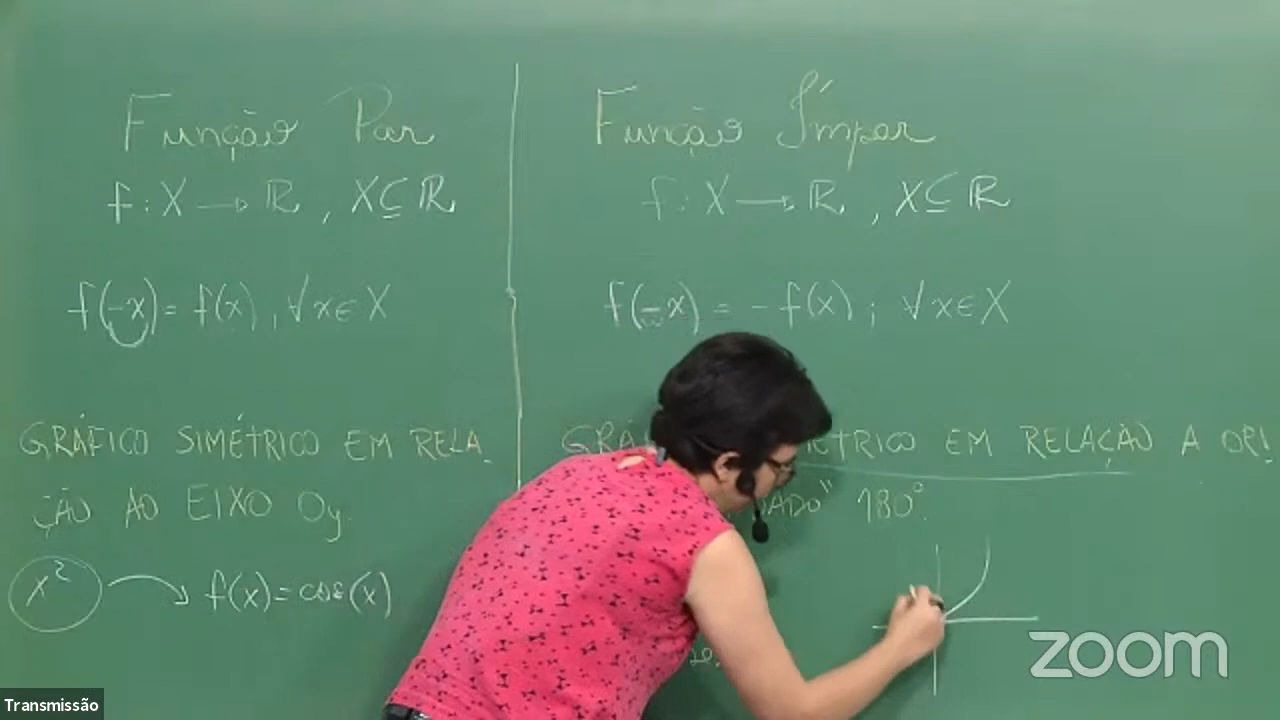 Função Par
f: X → ℝ, X ⊆ ℝ
f(-x) = f(x), ∀x∈X
GRÁFICO SIMÉTRICO EM RELA-
ÇÃO AO EIXO Oy.
x² → f(x) = cos(x)
Função Ímpar
f: X → ℝ, X ⊆ ℝ
f(-x) = -f(x); ∀x∈X
EM RELAÇÃO A ORI
180°.
zoom
Transmissão